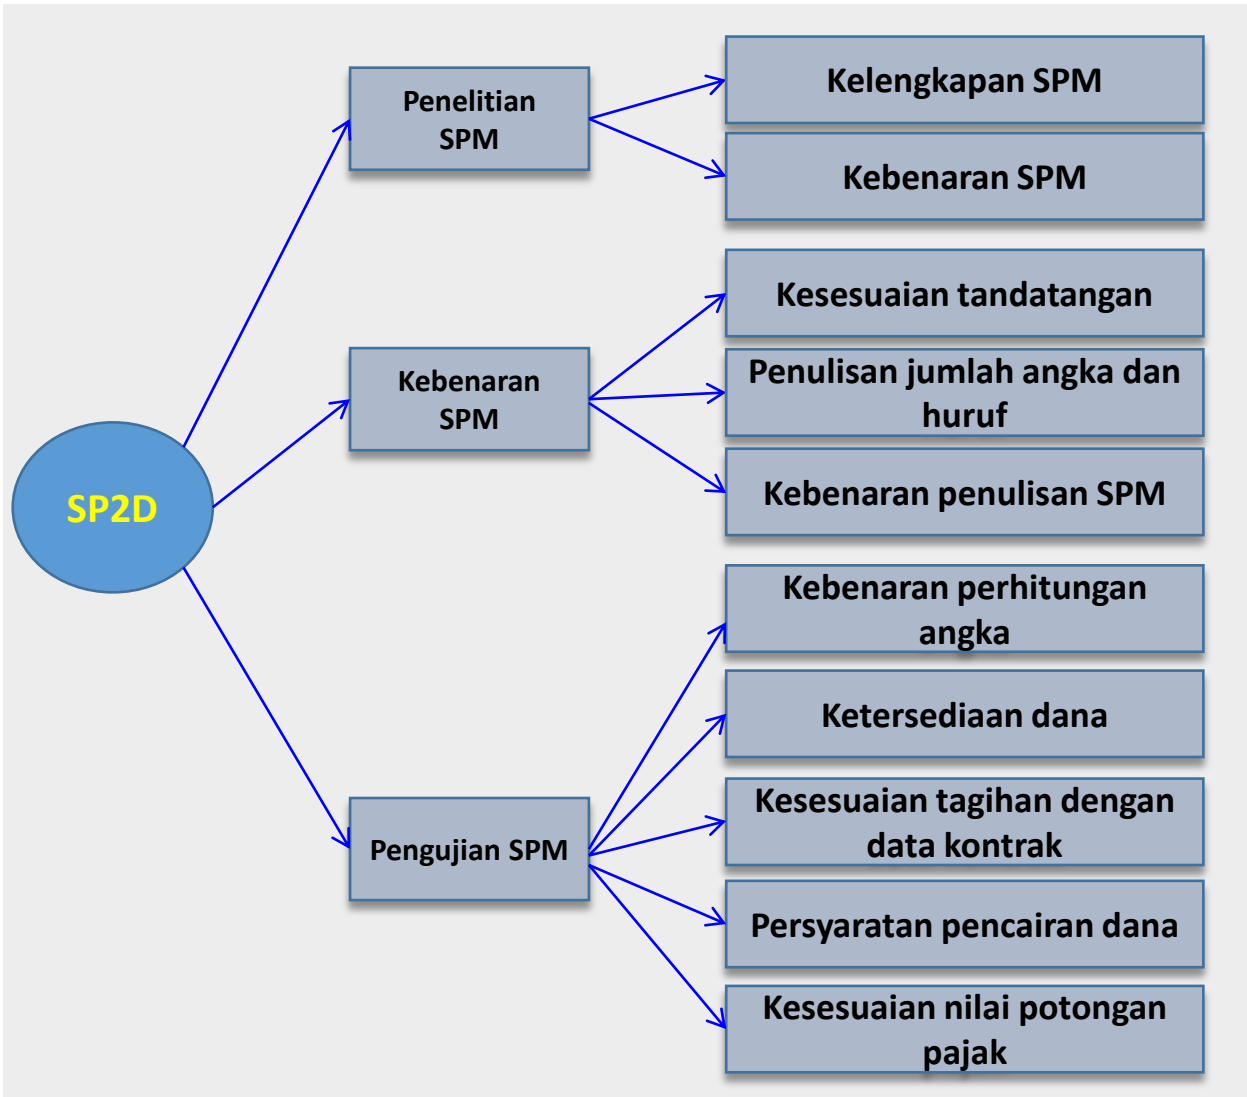 SP2D
Penelitian
SPM
Kelengkapan SPM
Kebenaran SPM
Kebenaran
SPM
Kesesuaian tandatangan
Penulisan jumlah angka dan
huruf
Kebenaran penulisan SPM
Pengujian SPM
Kebenaran perhitungan
angka
Ketersediaan dana
Kesesuaian tagihan dengan
data kontrak
Persyaratan pencairan dana
Kesesuaian nilai potongan
pajak